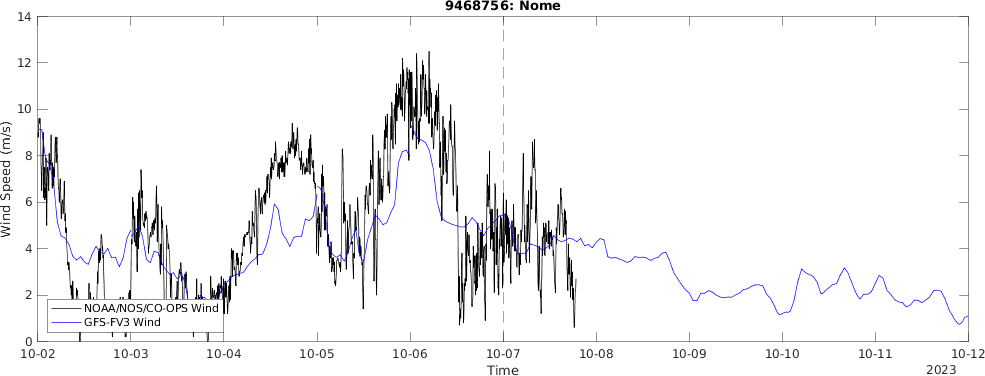 9468756: Nome
Wind Speed (m/s)
14
12
10
8
6
4
2
0
NOAA/NOS/CO-OPS Wind
GFS-FV3 Wind
10-02 10-03 10-04 10-05 10-06 10-07 10-08 10-09 10-10 10-11 10-12
Time
2023